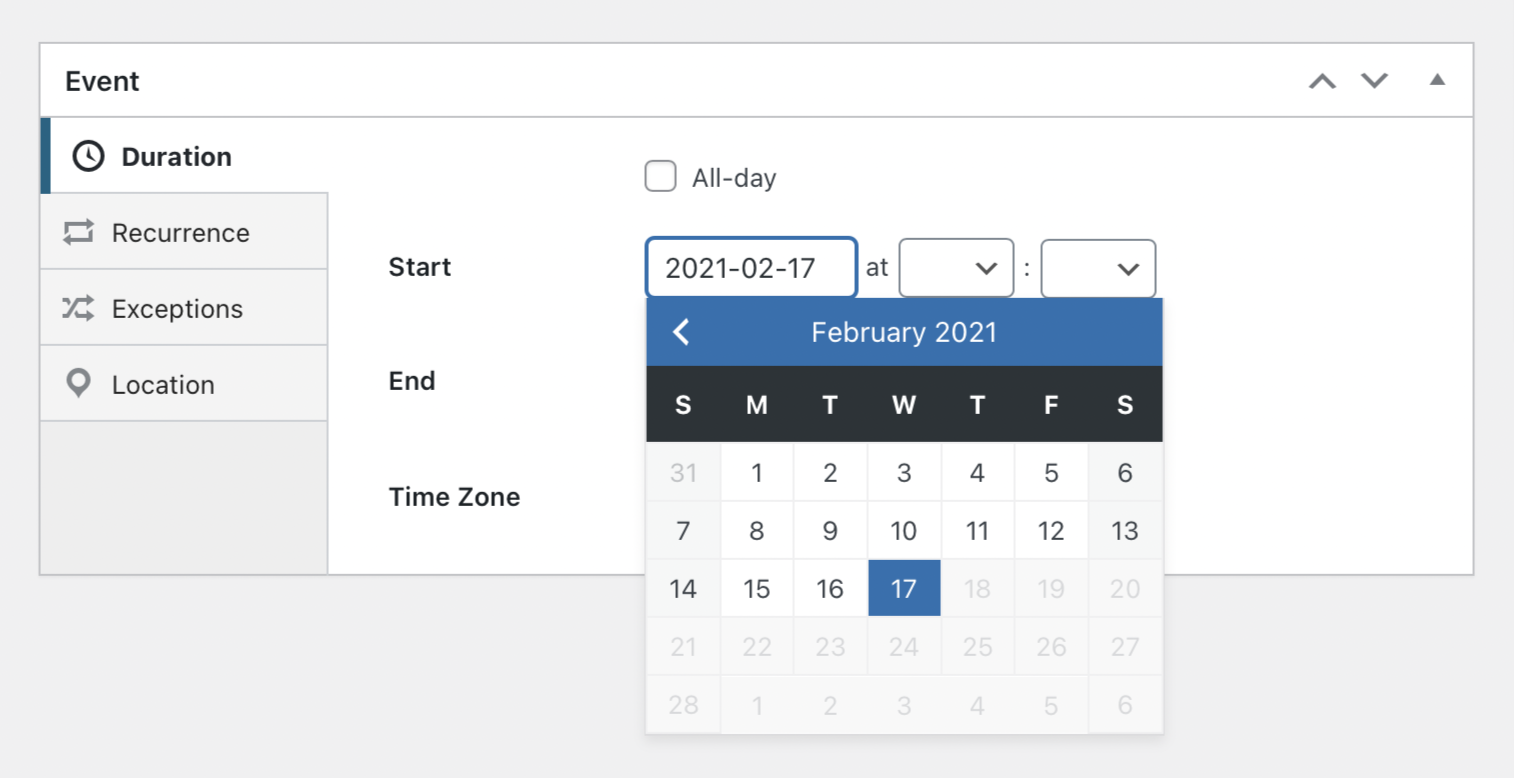 Event
Duration
Recurrence
Exceptions
Location
All-day
Start 2021-02-17 at :
End
Time Zone
February 2021
S M T W T F S
31 1 2 3 4 5 6
7 8 9 10 11 12 13
14 15 16 17 18 19 20
21 22 23 24 25 26 27
28 1 2 3 4 5 6